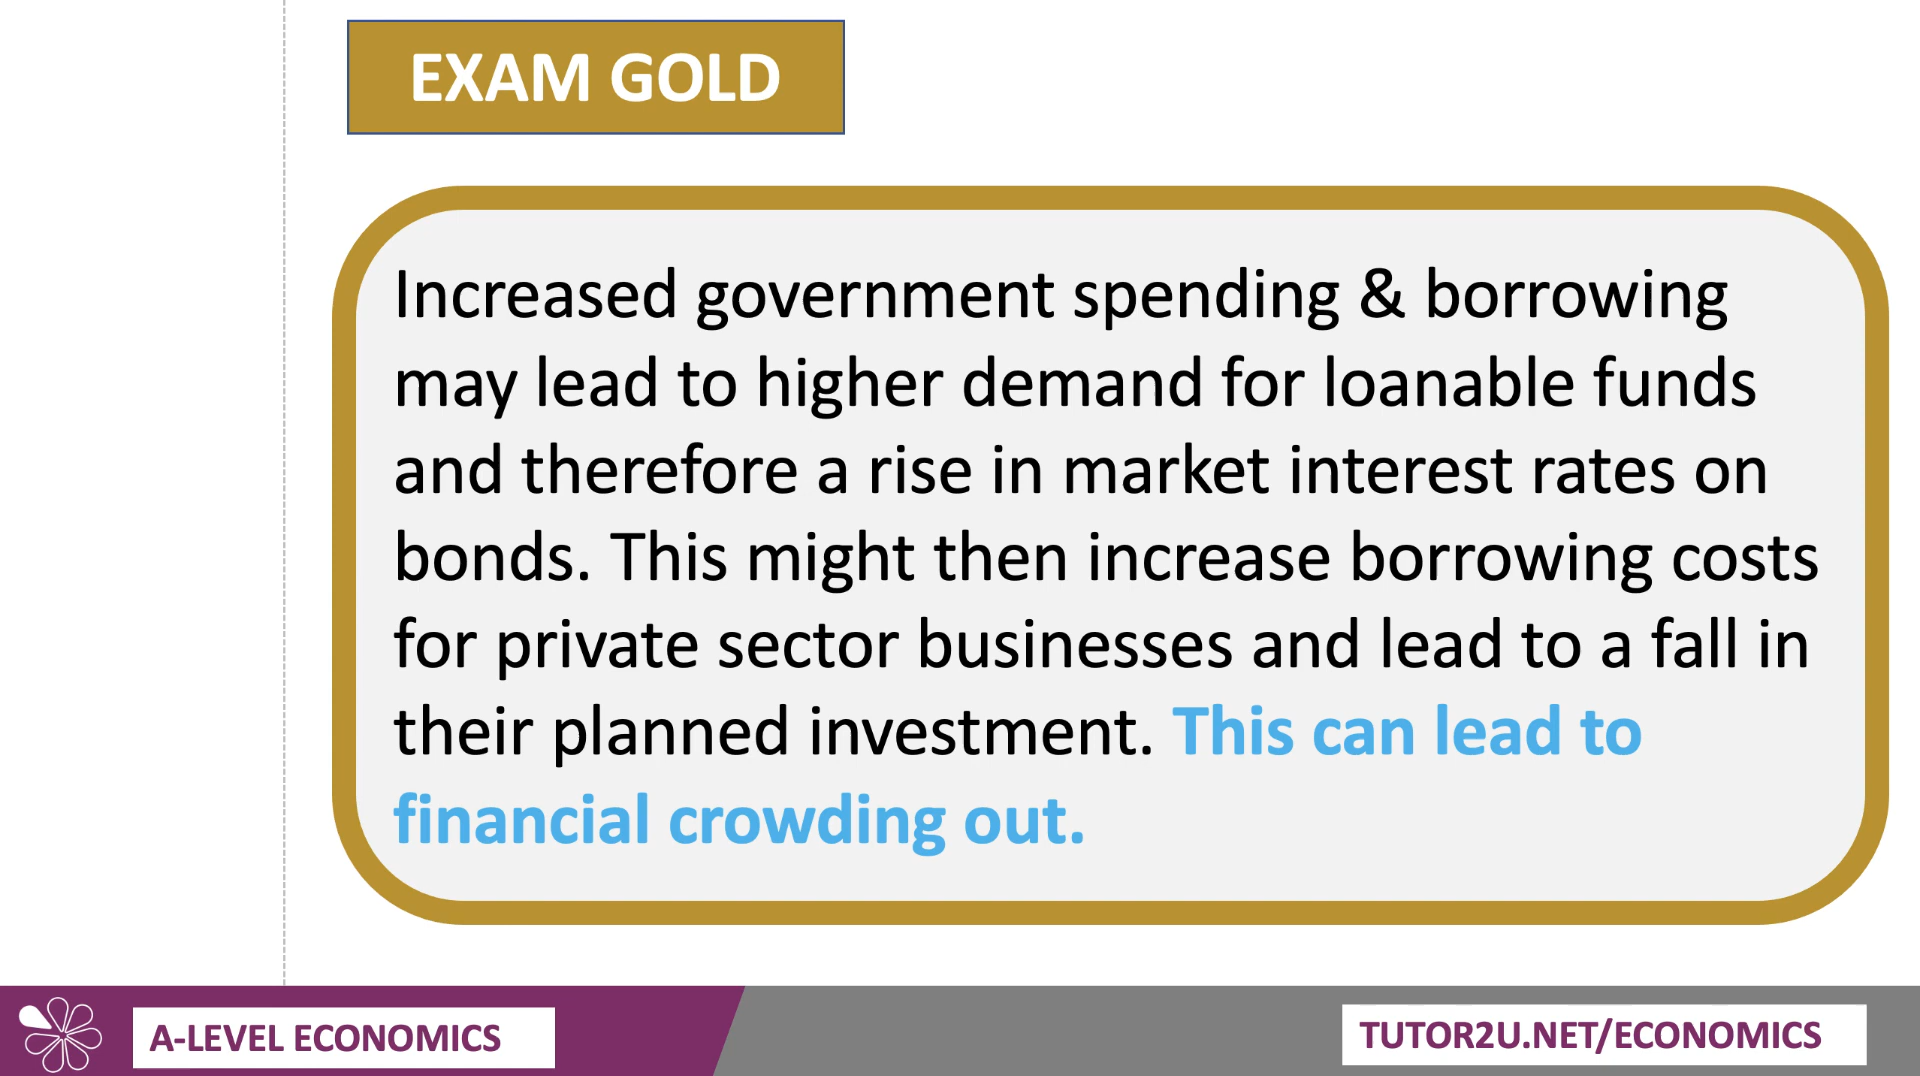 EXAM GOLD
Increased government spending & borrowing
may lead to higher demand for loanable funds
and therefore a rise in market interest rates on
bonds. This might then increase borrowing costs
for private sector businesses and lead to a fall in
their planned investment. This can lead to
financial crowding out.
A-LEVEL ECONOMICS
TUTOR2U.NET/ECONOMICS